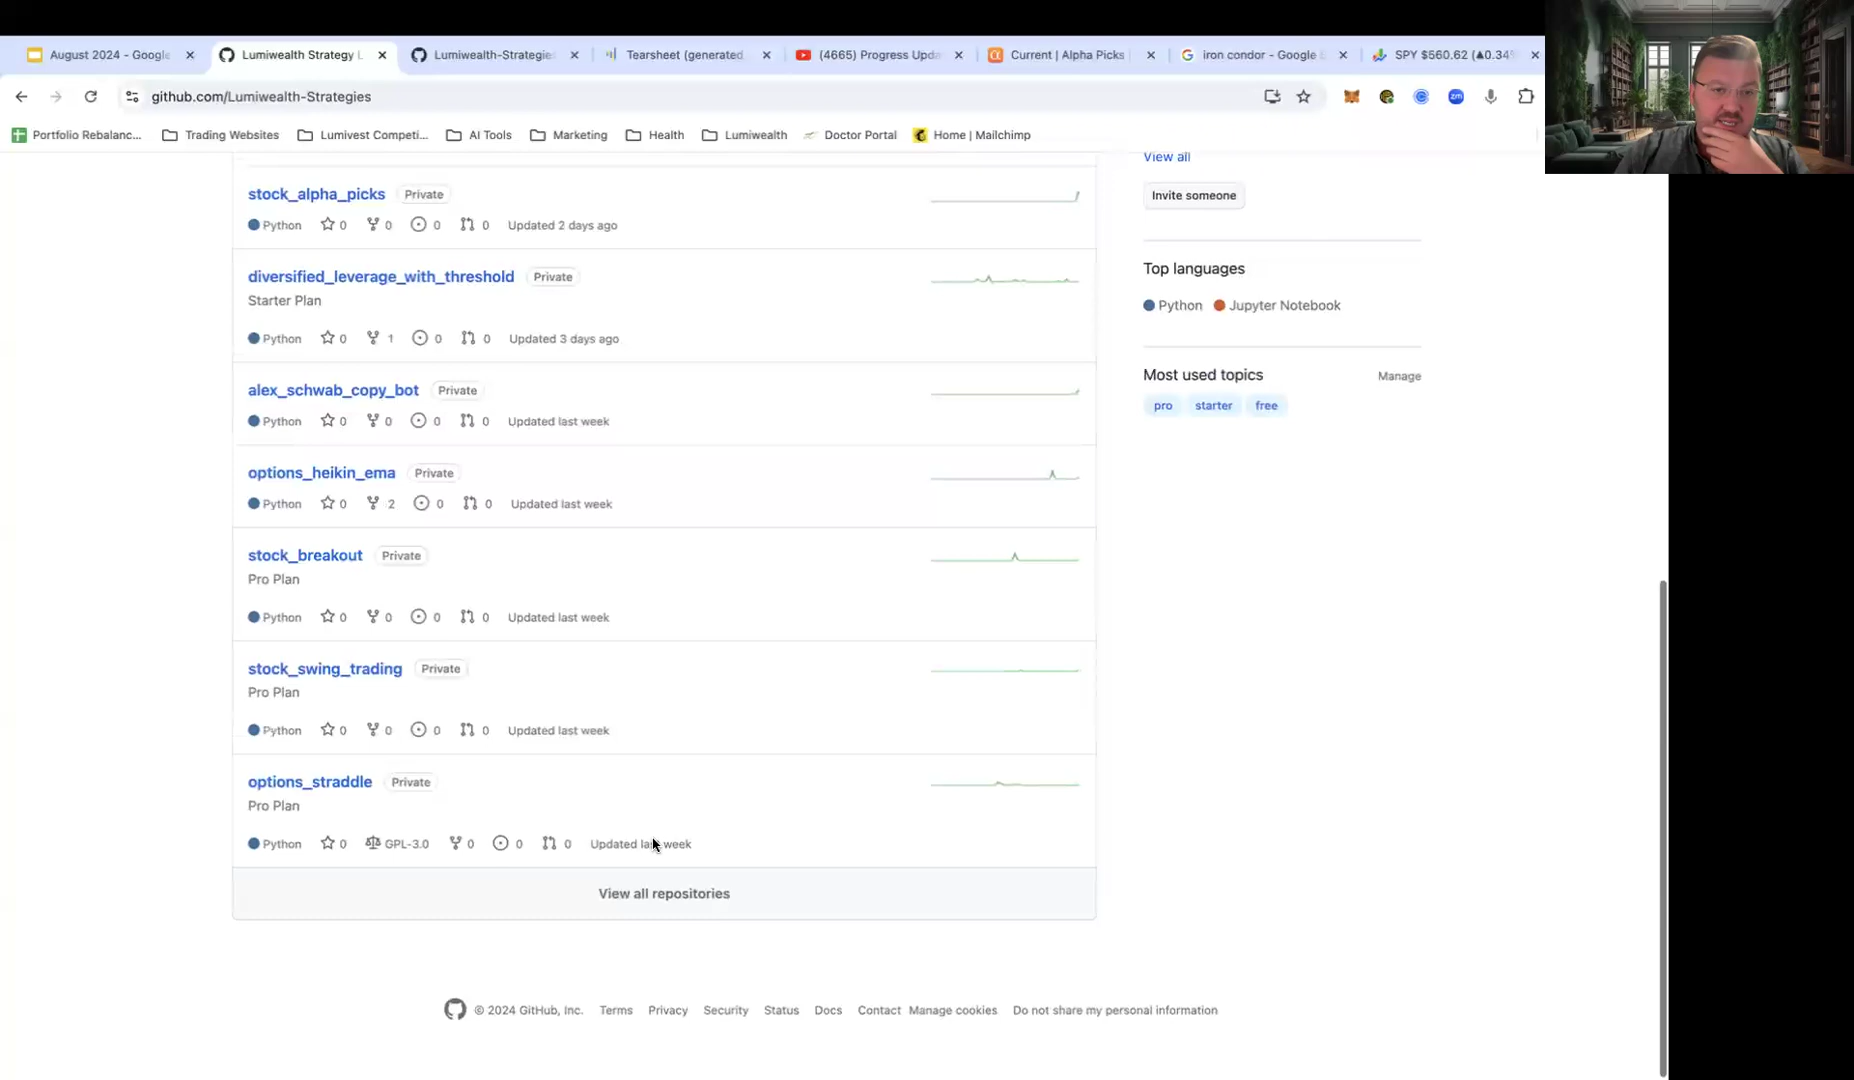 August 2024 - Google
Lumiwealth Strategy L
Lumiwealth-Strategies
Tearsheet (generated
(4665) Progress Upda
Current | Alpha Picks
iron condor - Google
SPY $560.62 (▲0.34%
github.com/Lumiwealth-Strategies
Portfolio Rebalanc...
Trading Websites
Lumivest Competi...
AI Tools
Marketing
Health
Lumiwealth
Doctor Portal
Home | Mailchimp
stock_alpha_picks Private
Python 0 0 0 0 Updated 2 days ago
diversified_leverage_with_threshold Private
Starter Plan
Python 0 1 0 0 Updated 3 days ago
alex_schwab_copy_bot Private
Python 0 0 0 0 Updated last week
options_heikin_ema Private
Python 0 2 0 0 Updated last week
stock_breakout Private
Pro Plan
Python 0 0 0 0 Updated last week
stock_swing_trading Private
Pro Plan
Python 0 0 0 0 Updated last week
options_straddle Private
Pro Plan
Python 0 GPL-3.0 0 0 0 Updated last week
View all repositories
View all
Invite someone
Top languages
Python Jupyter Notebook
Most used topics Manage
pro starter free
© 2024 GitHub, Inc. Terms Privacy Security Status Docs Contact Manage cookies Do not share my personal information